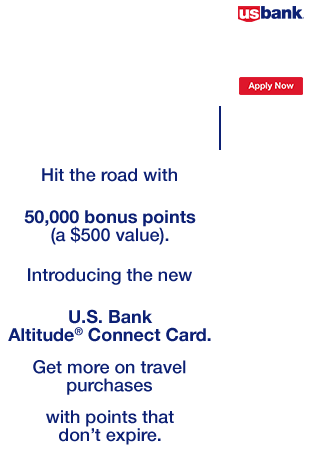 usbank
Apply Now
Hit the road with
50,000 bonus points
(a $500 value).
Introducing the new
U.S. Bank
Altitude® Connect Card.
Get more on travel
purchases
with points that
don’t expire.